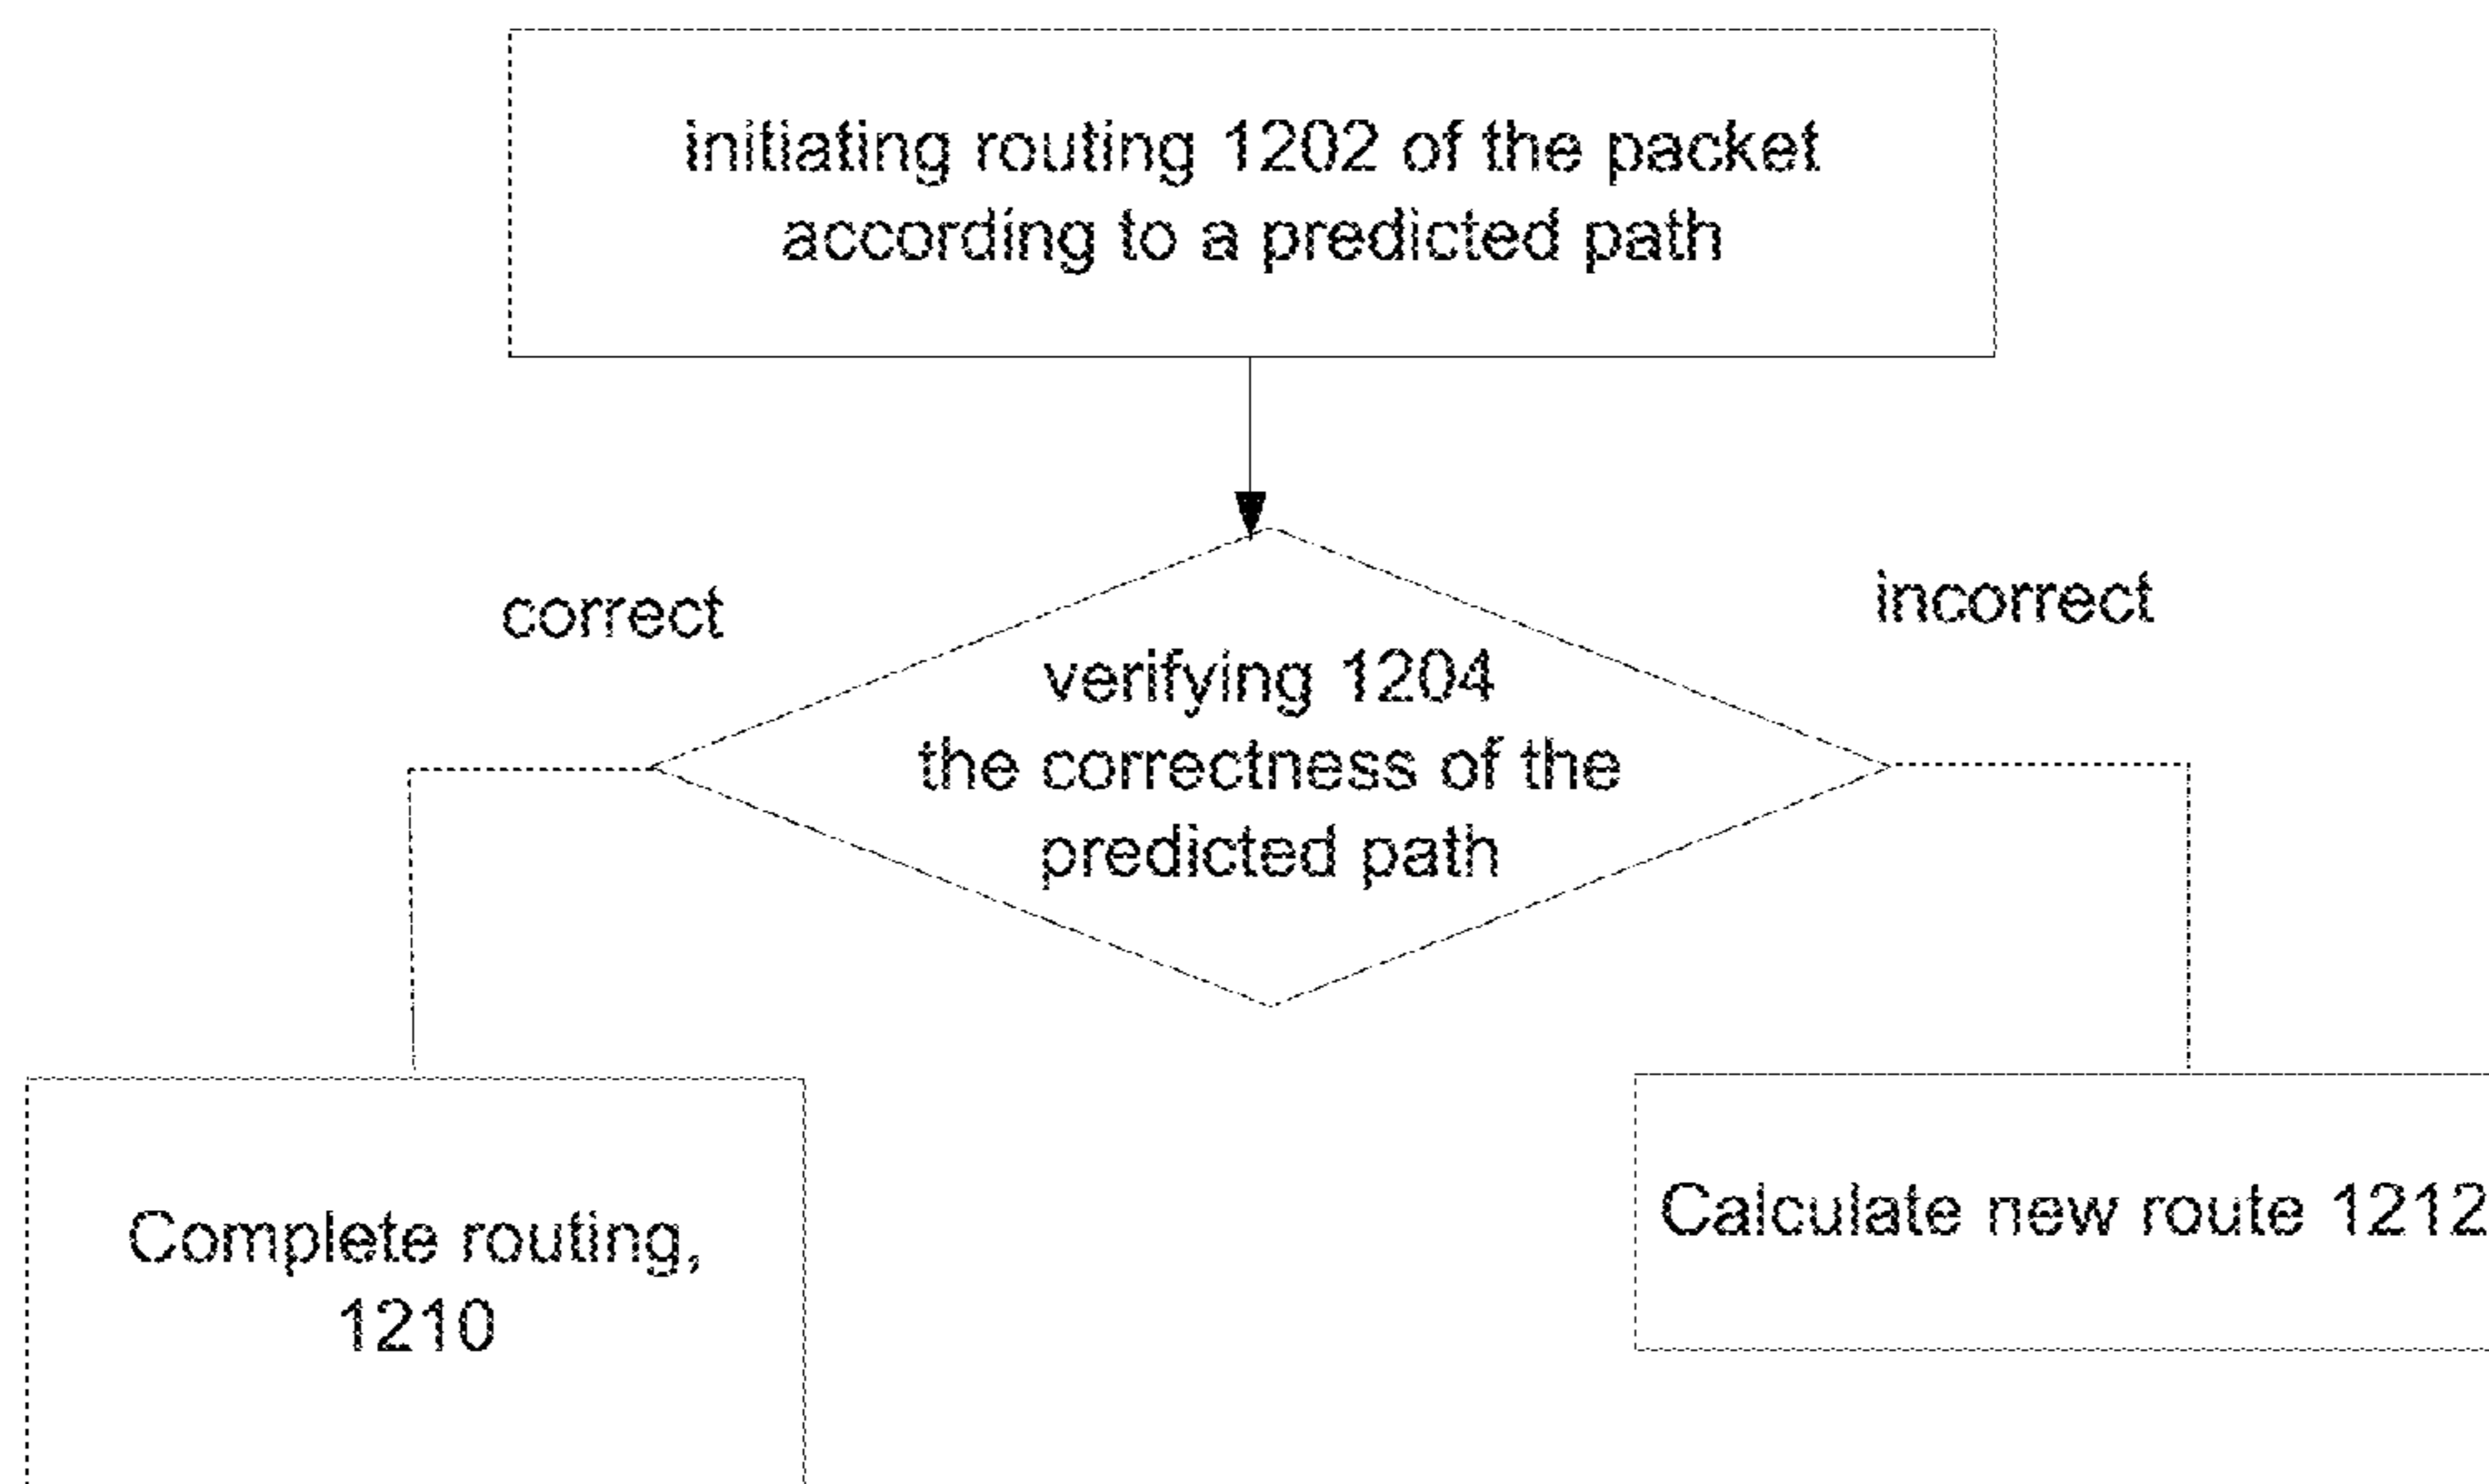 initiating routing 1202 of the packet
according to a predicted path
correct
incorrect
verifying 1204
the correctness of the
predicted path
Complete routing,
1210
Calculate new route 1212